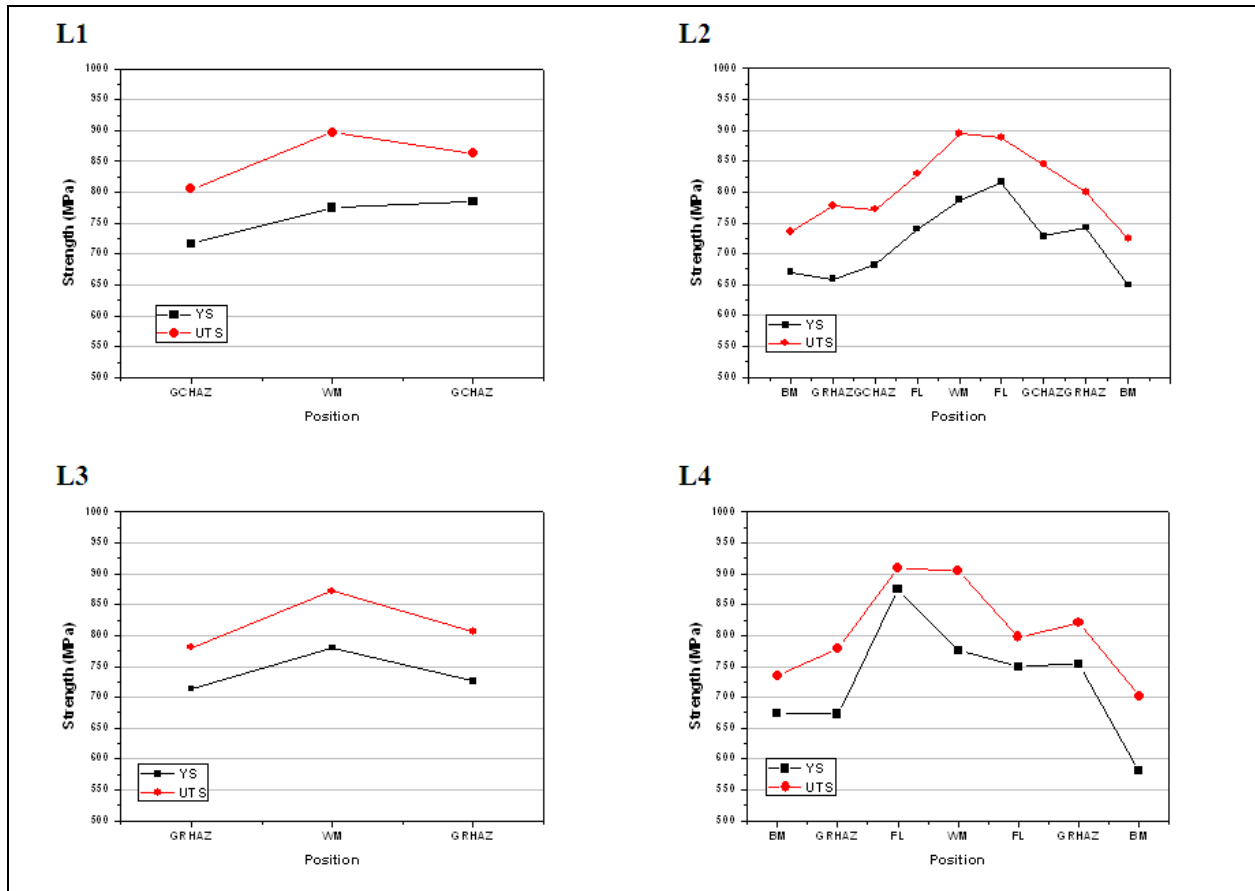 L1
1000
950
900
850
800
750
700
650
600
550
500
Strength (MPa)
YS
UTS
GCHAZ WM GCHAZ
Position
L2
1000
950
900
850
800
750
700
650
600
550
500
Strength (MPa)
YS
UTS
BM GRHAZ GCHAZ FL WM FL GCHAZ GRHAZ BM
Position
L3
1000
950
900
850
800
750
700
650
600
550
500
Strength (MPa)
YS
UTS
GRHAZ WM GRHAZ
Position
L4
1000
950
900
850
800
750
700
650
600
550
500
Strength (MPa)
YS
UTS
BM GRHAZ FL WM FL GRHAZ BM
Position